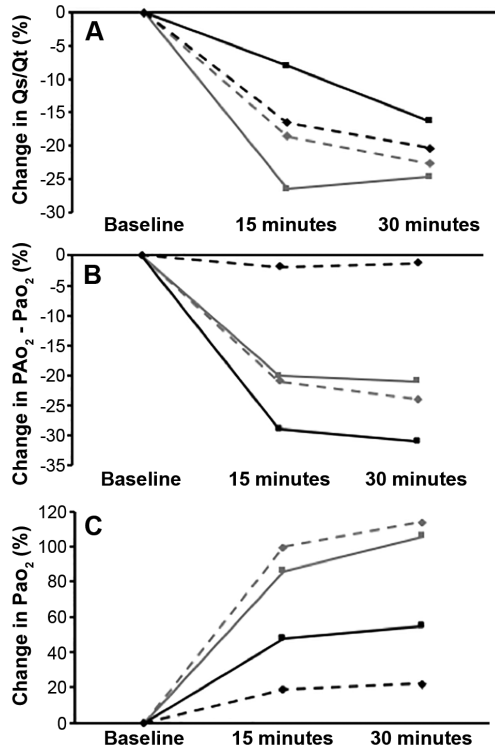 Change in Qs/Qt (%)
A
0
-5
-10
-15
-20
-25
-30
Baseline 15 minutes 30 minutes
Change in PAo2 - Pao2 (%)
B
0
-5
-10
-15
-20
-25
-30
-35
Baseline 15 minutes 30 minutes
Change in Pao2 (%)
C
120
100
80
60
40
20
0
Baseline 15 minutes 30 minutes